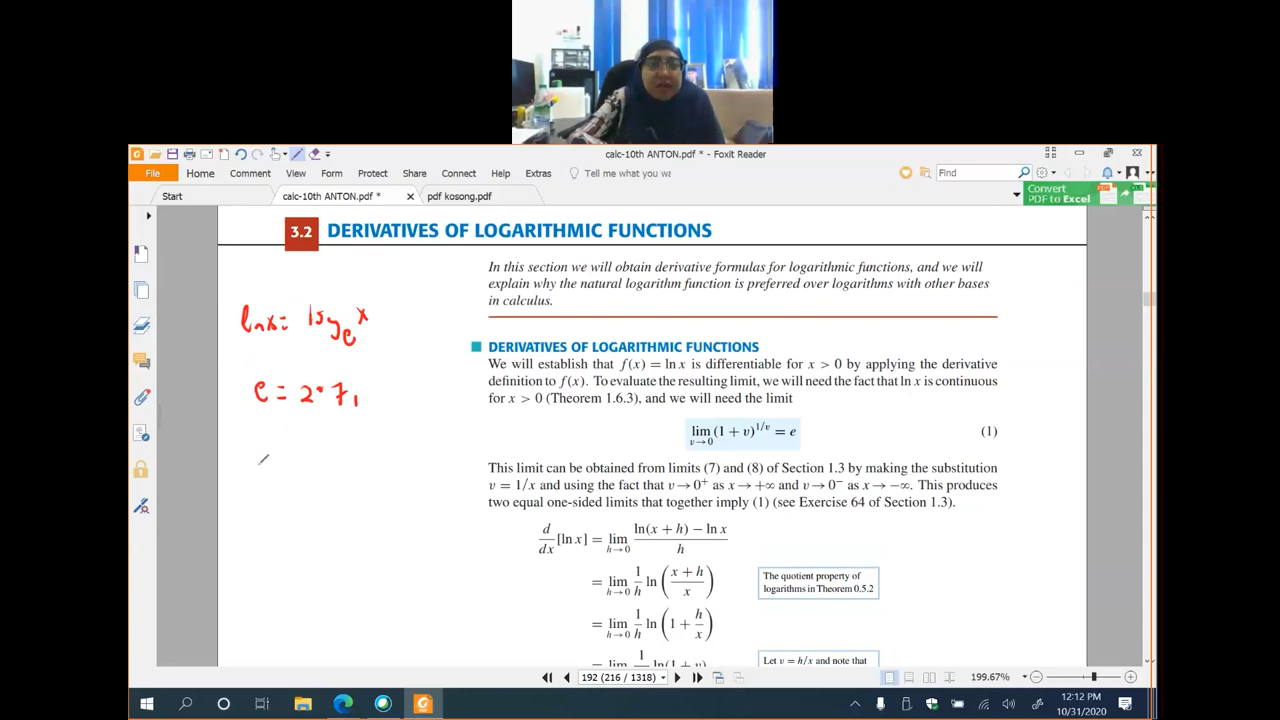 calc-10th ANTON.pdf * - Foxit Reader
File Home Comment View Form Protect Share Connect Help Extras Tell me what you wa Find
Start calc-10th ANTON.pdf * pdf kosong.pdf
Convert
PDF to Excel
3.2 DERIVATIVES OF LOGARITHMIC FUNCTIONS
In this section we will obtain derivative formulas for logarithmic functions, and we will
explain why the natural logarithm function is preferred over logarithms with other bases
in calculus.
ln x = log_e x
e = 2.71
DERIVATIVES OF LOGARITHMIC FUNCTIONS
We will establish that f(x) = ln x is differentiable for x > 0 by applying the derivative
definition to f(x). To evaluate the resulting limit, we will need the fact that ln x is continuous
for x > 0 (Theorem 1.6.3), and we will need the limit
lim_{v→0} (1 + v)^{1/v} = e (1)
This limit can be obtained from limits (7) and (8) of Section 1.3 by making the substitution
v = 1/x and using the fact that v → 0⁺ as x → +∞ and v → 0⁻ as x → −∞. This produces
two equal one-sided limits that together imply (1) (see Exercise 64 of Section 1.3).
d/dx [ln x] = lim_{h→0} (ln(x + h) − ln x)/h
= lim_{h→0} 1/h ln ((x + h)/x)
The quotient property of
logarithms in Theorem 0.5.2
= lim_{h→0} 1/h ln (1 + h/x)
= lim 1 ln(1 + v)
Let v = h/x and note that
192 (216 / 1318) 199.67%
12:12 PM
10/31/2020